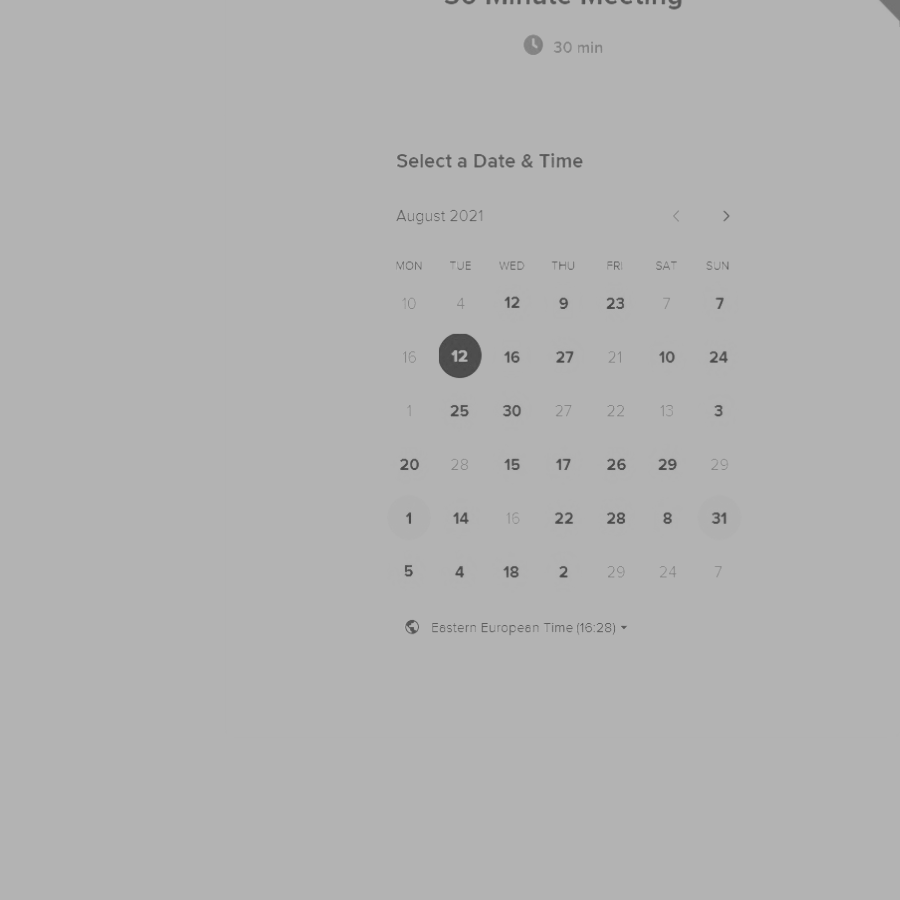 30 min
Select a Date & Time
August 2021
MON TUE WED THU FRI SAT SUN
10 4 12 9 23 7 7
16 12 16 27 21 10 24
1 25 30 27 22 13 3
20 28 15 17 26 29 29
1 14 16 22 28 8 31
5 4 18 2 29 24 7
Eastern European Time (16:28)